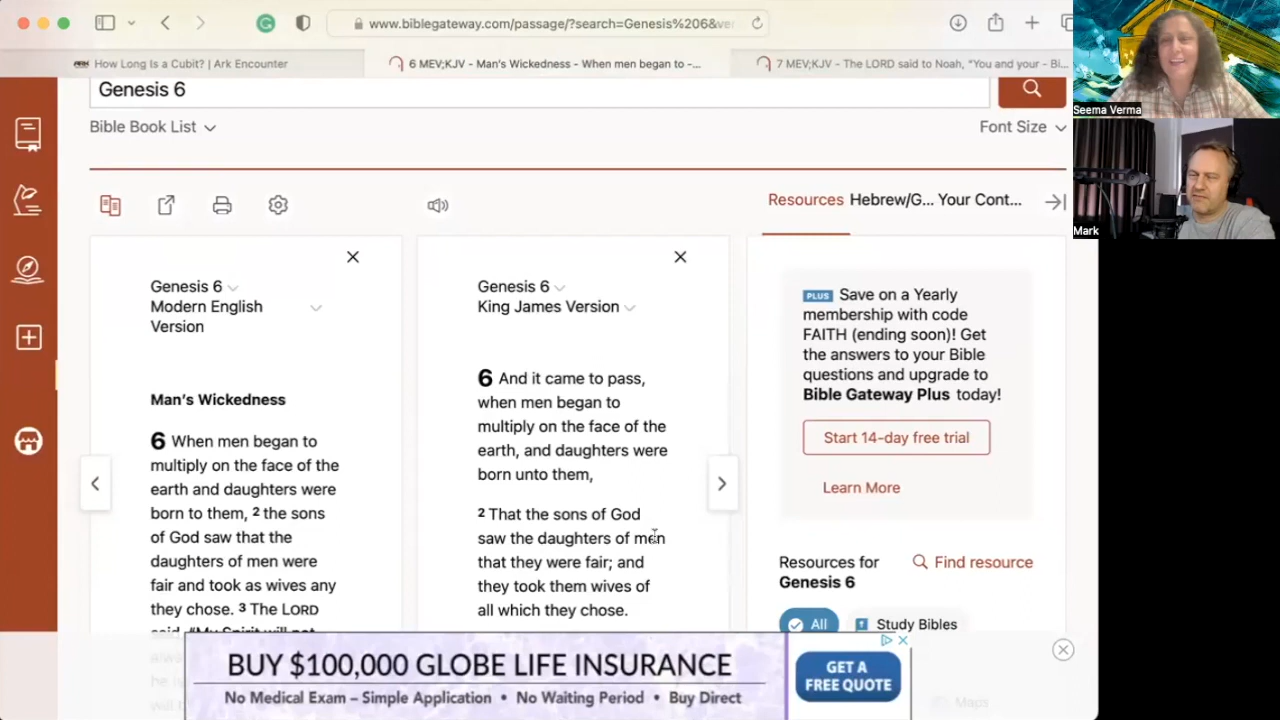 www.biblegateway.com/passage/?search=Genesis%206&ver
How Long Is a Cubit? | Ark Encounter
6 MEV;KJV - Man's Wickedness - When men began to -...
7 MEV;KJV - The LORD said to Noah, "You and your - Bi...
Seema Verma
Mark
Genesis 6
Bible Book List
Font Size
Resources Hebrew/G... Your Cont...
Genesis 6
Modern English
Version
Man's Wickedness
6 When men began to
multiply on the face of the
earth and daughters were
born to them, 2 the sons
of God saw that the
daughters of men were
fair and took as wives any
they chose. 3 The LORD
said, "My Spirit will not
Genesis 6
King James Version
6 And it came to pass,
when men began to
multiply on the face of the
earth, and daughters were
born unto them,
2 That the sons of God
saw the daughters of men
that they were fair; and
they took them wives of
all which they chose.
PLUS Save on a Yearly
membership with code
FAITH (ending soon)! Get
the answers to your Bible
questions and upgrade to
Bible Gateway Plus today!
Start 14-day free trial
Learn More
Resources for
Genesis 6
Find resource
All
Study Bibles
Maps
BUY $100,000 GLOBE LIFE INSURANCE
No Medical Exam – Simple Application • No Waiting Period • Buy Direct
GET A
FREE QUOTE